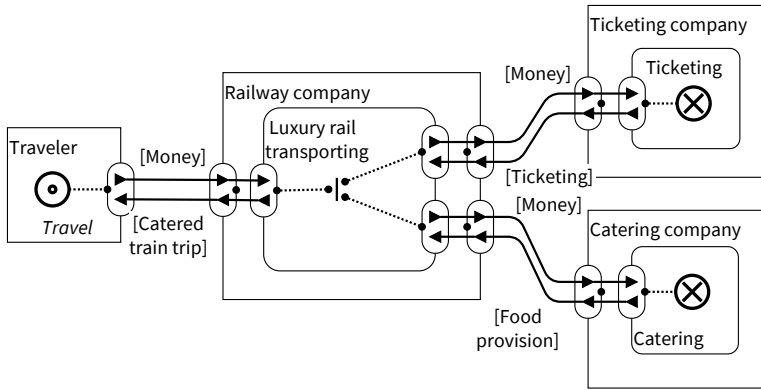 Ticketing company
Ticketing
[Money]
Railway company
Luxury rail
transporting
Traveler
[Money]
Travel
[Catered
train trip]
[Ticketing]
[Money]
Catering company
[Food
provision]
Catering